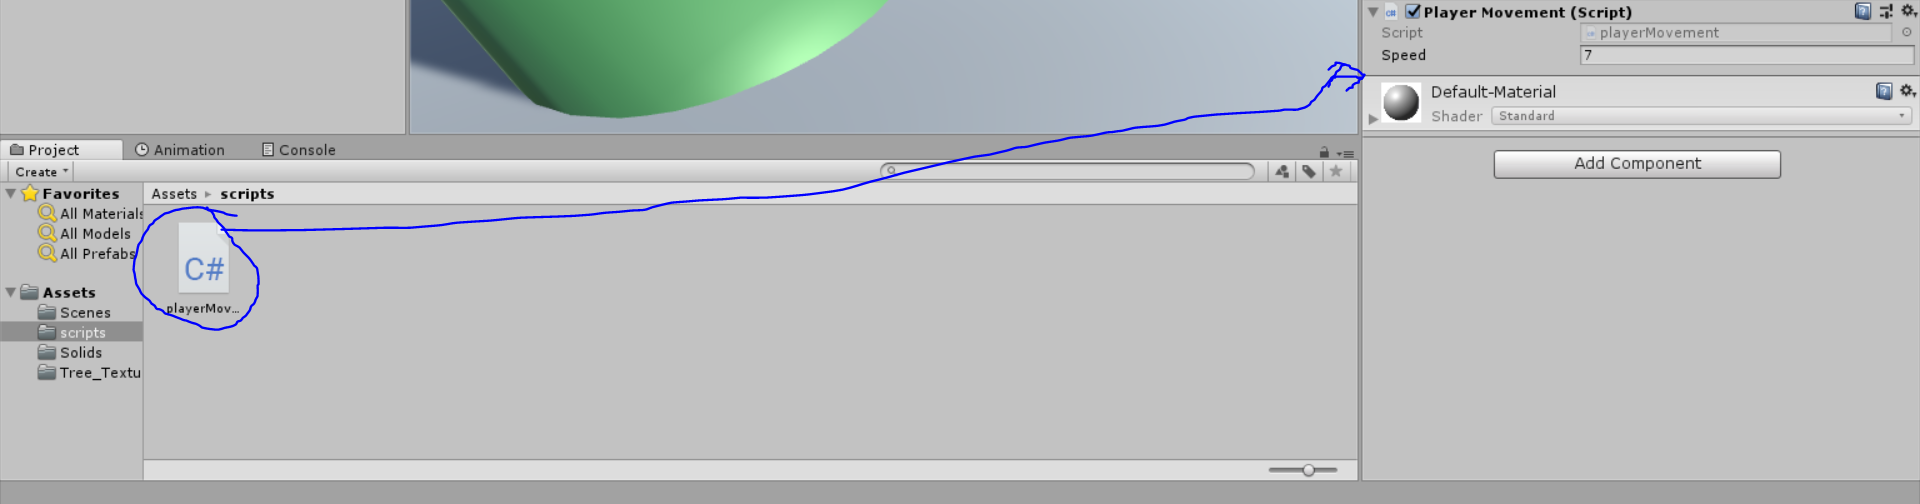 Player Movement (Script)
Script playerMovement
Speed 7
Default-Material
Shader Standard
Add Component
Project Animation Console
Create
Favorites
All Materials
All Models
All Prefabs
Assets
Scenes
scripts
Solids
Tree_Textu
Assets scripts
C#
playerMov...